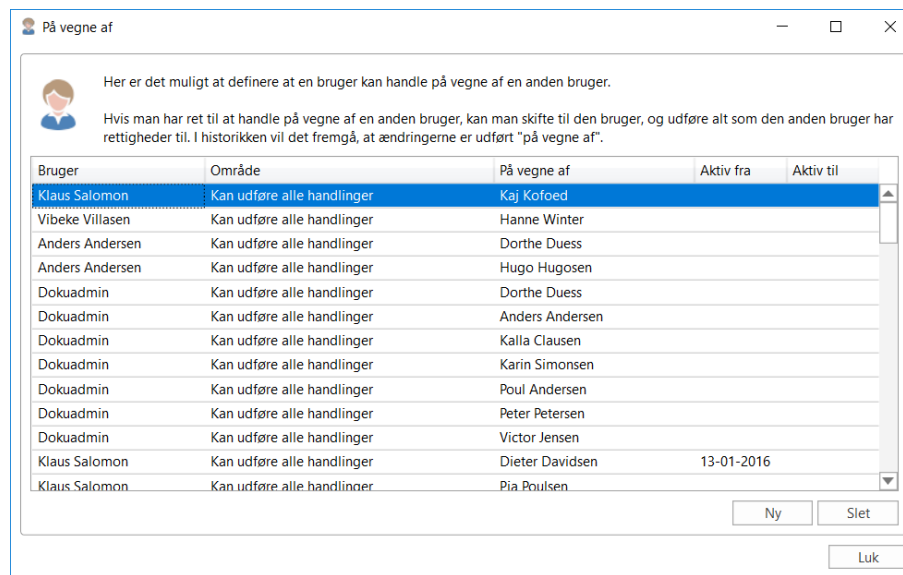 På vegne af
Her er det muligt at definere at en bruger kan handle på vegne af en anden bruger.
Hvis man har ret til at handle på vegne af en anden bruger, kan man skifte til den bruger, og udføre alt som den anden bruger har
rettigheder til. I historikken vil det fremgå, at ændringerne er udført "på vegne af".
Bruger Område På vegne af Aktiv fra Aktiv til
Klaus Salomon Kan udføre alle handlinger Kaj Kofoed
Vibeke Villasen Kan udføre alle handlinger Hanne Winter
Anders Andersen Kan udføre alle handlinger Dorthe Duess
Anders Andersen Kan udføre alle handlinger Hugo Hugosen
Dokuadmin Kan udføre alle handlinger Dorthe Duess
Dokuadmin Kan udføre alle handlinger Anders Andersen
Dokuadmin Kan udføre alle handlinger Kalla Clausen
Dokuadmin Kan udføre alle handlinger Karin Simonsen
Dokuadmin Kan udføre alle handlinger Poul Andersen
Dokuadmin Kan udføre alle handlinger Peter Petersen
Dokuadmin Kan udføre alle handlinger Victor Jensen
Klaus Salomon Kan udføre alle handlinger Dieter Davidsen 13-01-2016
Klaus Salomon Kan udføre alle handlinger Pia Poulsen
Ny Slet
Luk